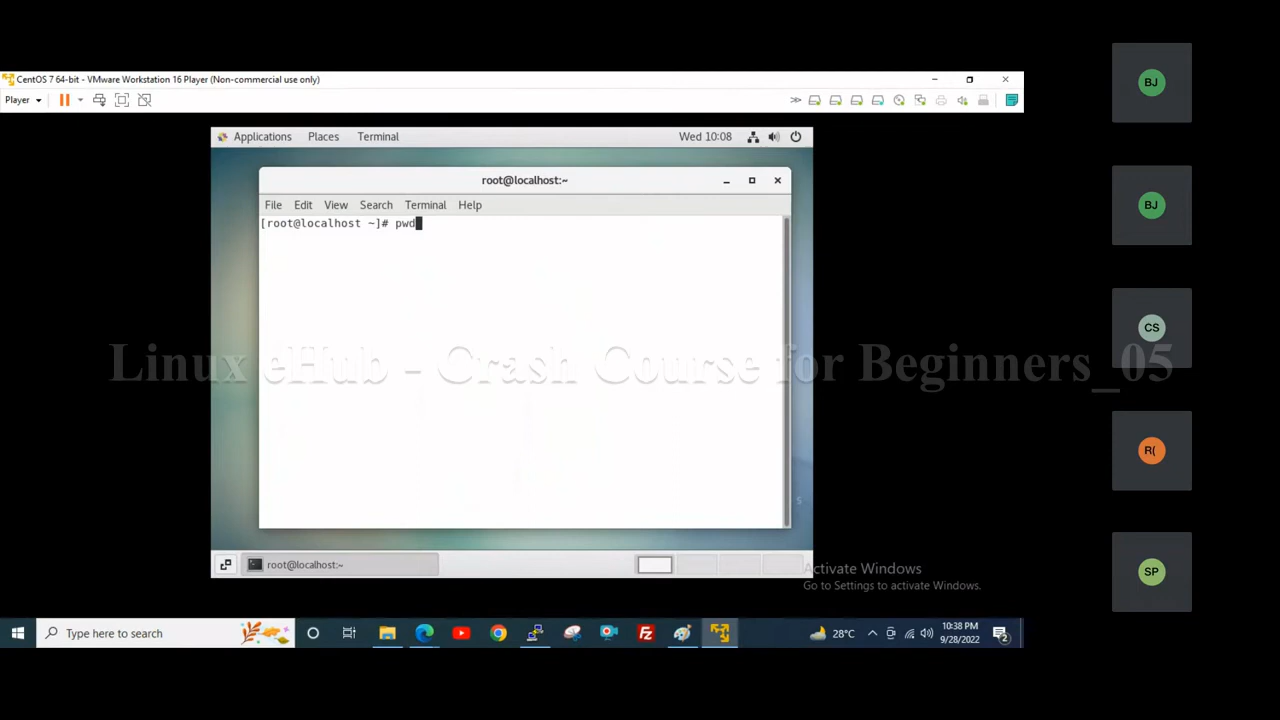 CentOS 7 64-bit - VMware Workstation 16 Player (Non-commercial use only)
Player
Applications Places Terminal Wed 10:08
root@localhost:~
File Edit View Search Terminal Help
[root@localhost ~]# pwd
Linux eHub - Crash Course for Beginners_05
S
root@localhost:~
Activate Windows
Go to Settings to activate Windows.
Type here to search
28°C
10:38 PM
9/28/2022
2
BJ
BJ
CS
R(
SP